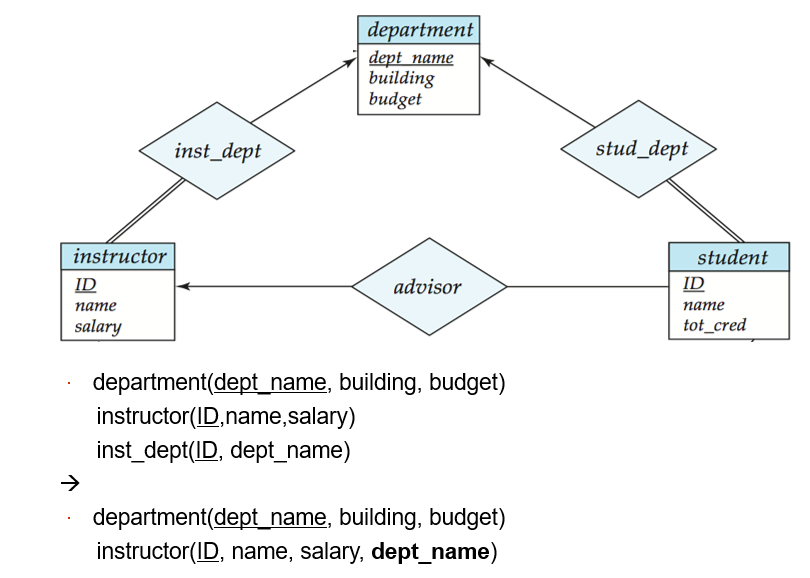 department
dept_name
building
budget
inst_dept
stud_dept
instructor
ID
name
salary
advisor
student
ID
name
tot_cred
· department(dept_name, building, budget)
instructor(ID,name,salary)
inst_dept(ID, dept_name)
→
· department(dept_name, building, budget)
instructor(ID, name, salary, dept_name)